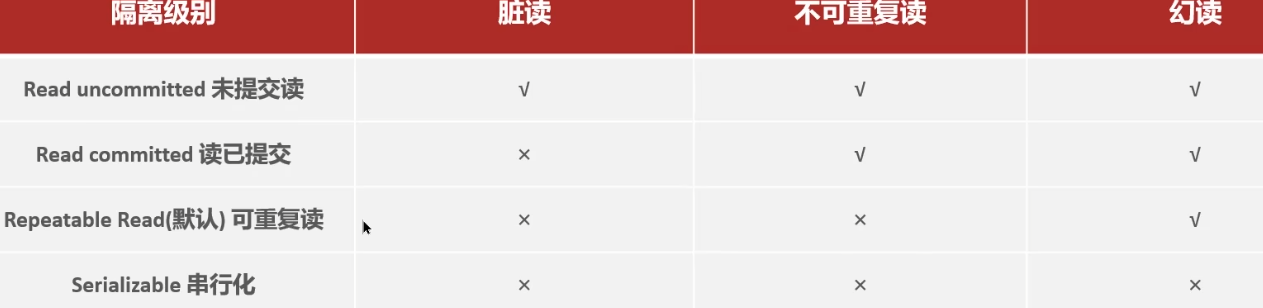 隔离级别 脏读 不可重复读 幻读
Read uncommitted 未提交读 √ √ √
Read committed 读已提交 × √ √
Repeatable Read(默认) 可重复读 × × √
Serializable 串行化 × × ×